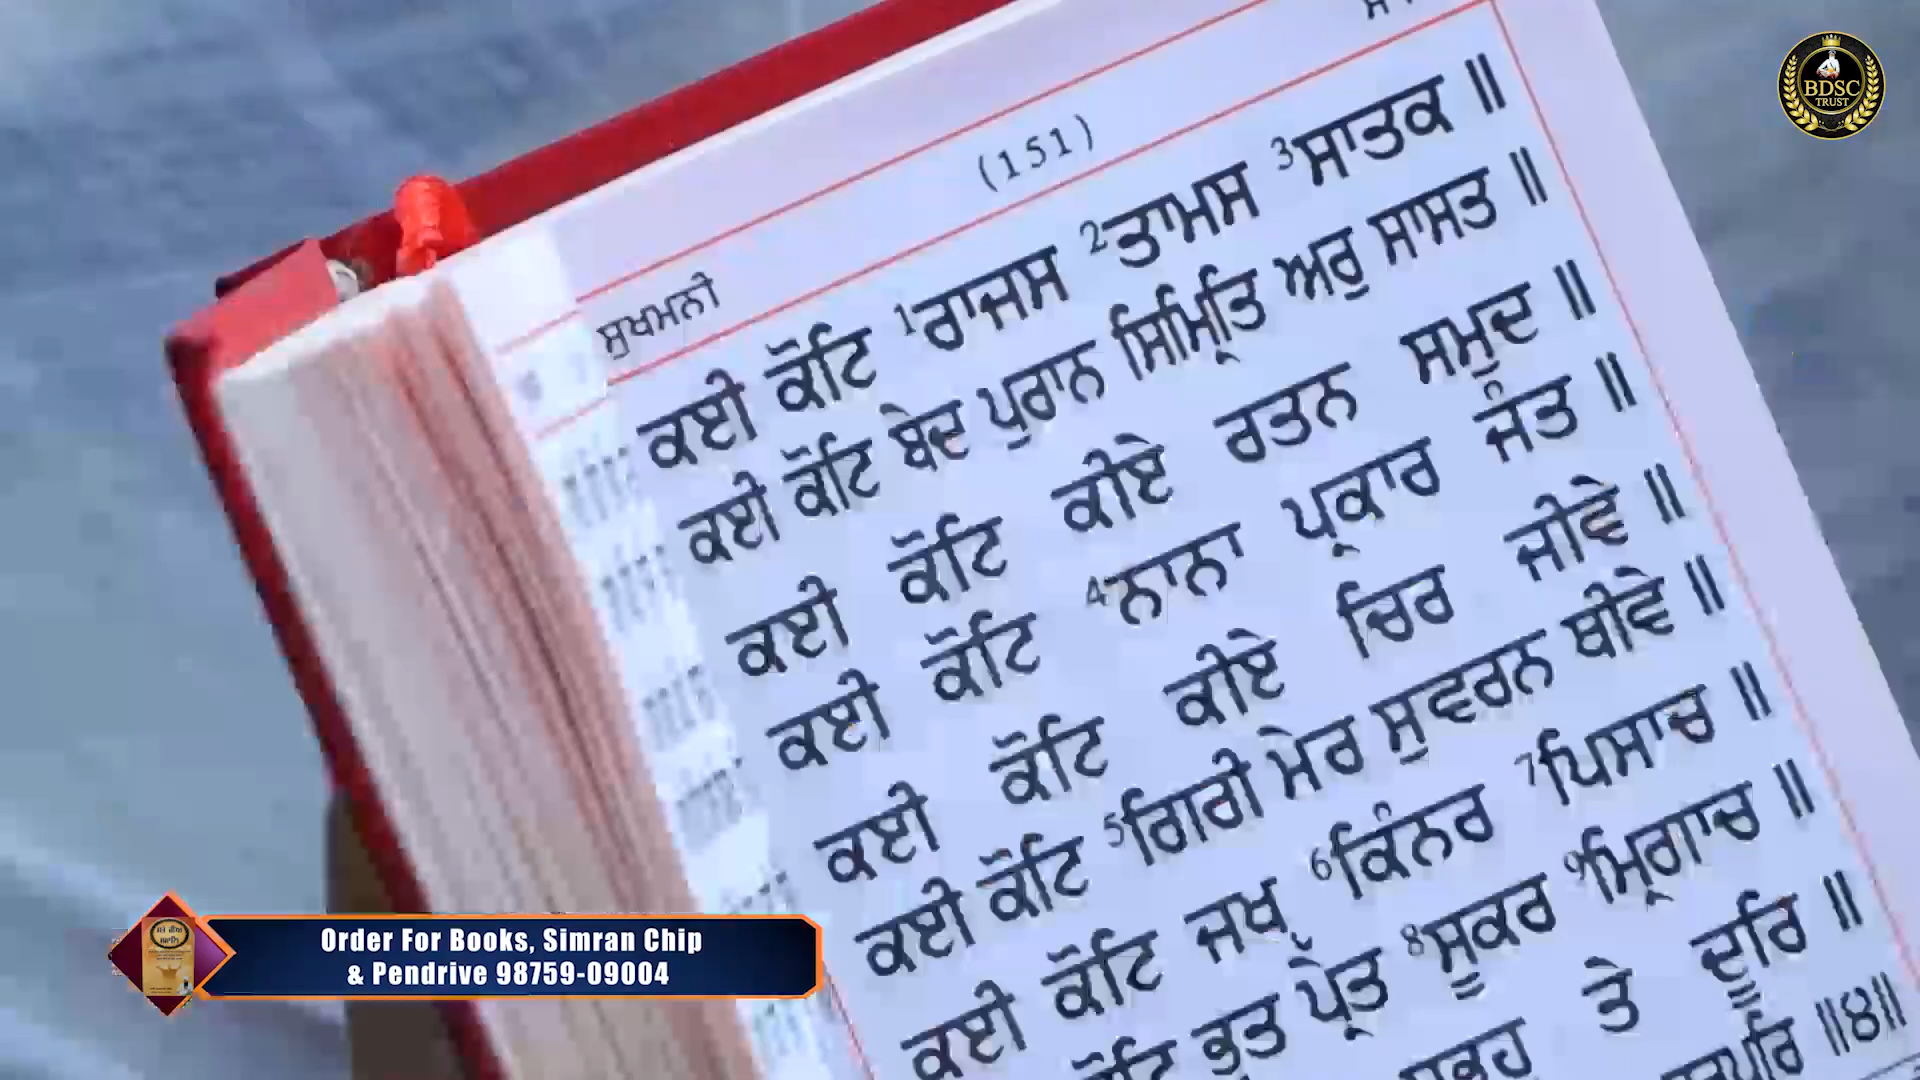 (151)
ਸੁਖਮਨੀ
ਕਈ ਕੋਟਿ ¹ਰਾਜਸ ²ਤਾਮਸ ³ਸਾਤਕ ॥
ਕਈ ਕੋਟਿ ਬੇਦ ਪੁਰਾਨ ਸਿਮ੍ਰਿਤਿ ਅਰੁ ਸਾਸਤ ॥
ਕਈ ਕੋਟਿ ਕੀਏ ਰਤਨ ਸਮੁਦ ॥
ਕਈ ਕੋਟਿ ⁴ਨਾਨਾ ਪ੍ਰਕਾਰ ਜੰਤ ॥
ਕਈ ਕੋਟਿ ਕੀਏ ਚਿਰ ਜੀਵੇ ॥
ਕਈ ਕੋਟਿ ⁵ਗਿਰੀ ਮੇਰ ਸੁਵਰਨ ਥੀਵੇ ॥
ਕਈ ਕੋਟਿ ਜਖ੍ਹ ⁶ਕਿੰਨਰ ⁷ਪਿਸਾਚ ॥
ਕਈ ਕੋਟਿ ਭੂਤ ਪ੍ਰੇਤ ⁸ਸੂਕਰ ⁹ਮ੍ਰਿਗਾਚ ॥
ਤੇ ਦੂਰਿ ॥
॥੪॥
BDSC
TRUST
Order For Books, Simran Chip
& Pendrive 98759-09004